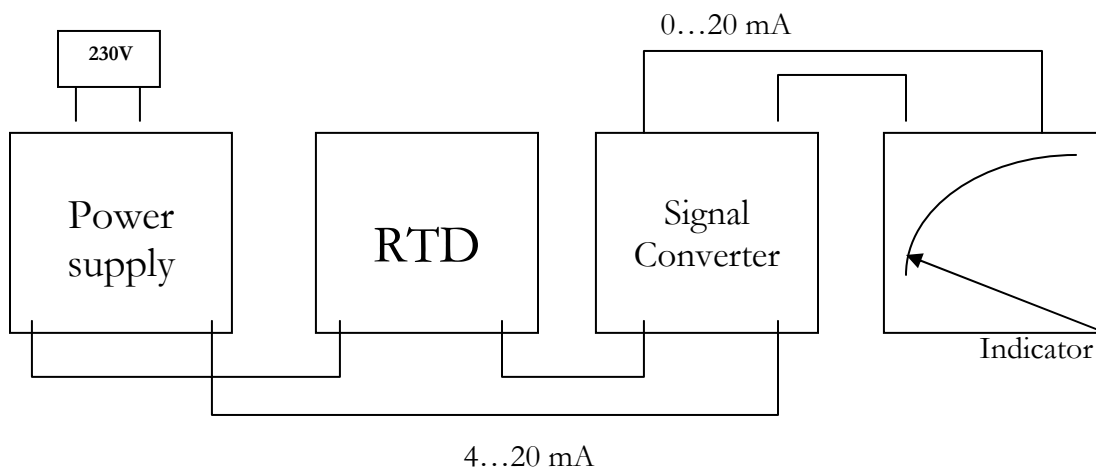 0…20 mA
230V
Power
supply
RTD
Signal
Converter
Indicator
4…20 mA